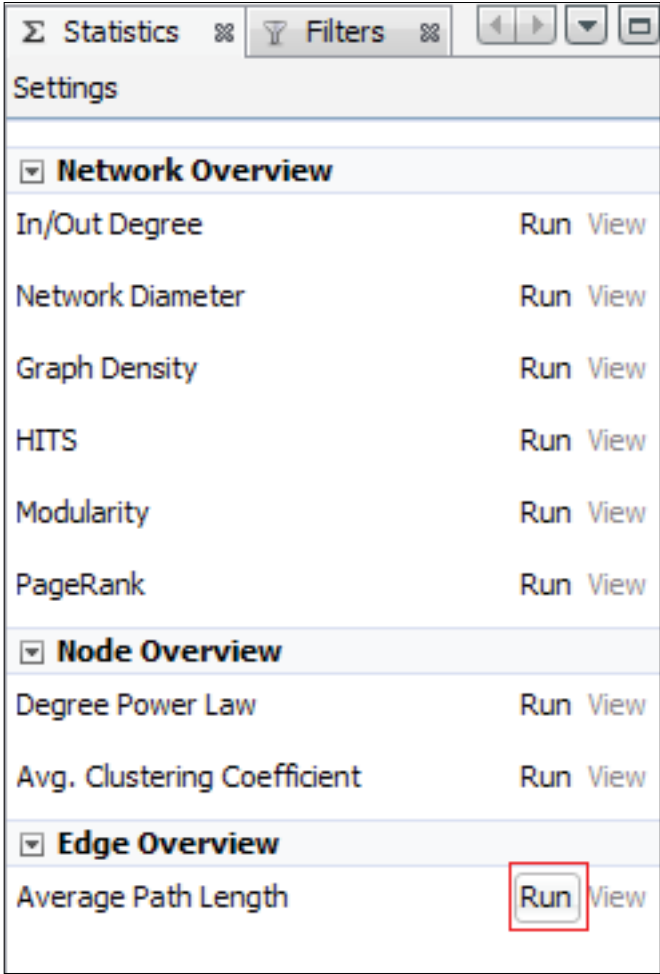 Σ Statistics Filters
Settings
Network Overview
In/Out Degree Run View
Network Diameter Run View
Graph Density Run View
HITS Run View
Modularity Run View
PageRank Run View
Node Overview
Degree Power Law Run View
Avg. Clustering Coefficient Run View
Edge Overview
Average Path Length Run View